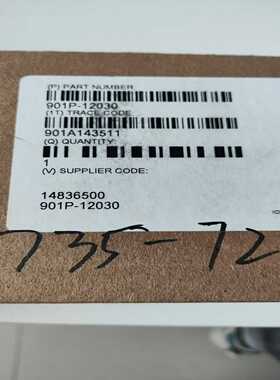 (P) PART NUMBER
901P-12030
(1T) TRACE CODE:
901A143511
(Q) QUANTITY:
1
(V) SUPPLIER CODE:
14836500
901P-12030
735-72